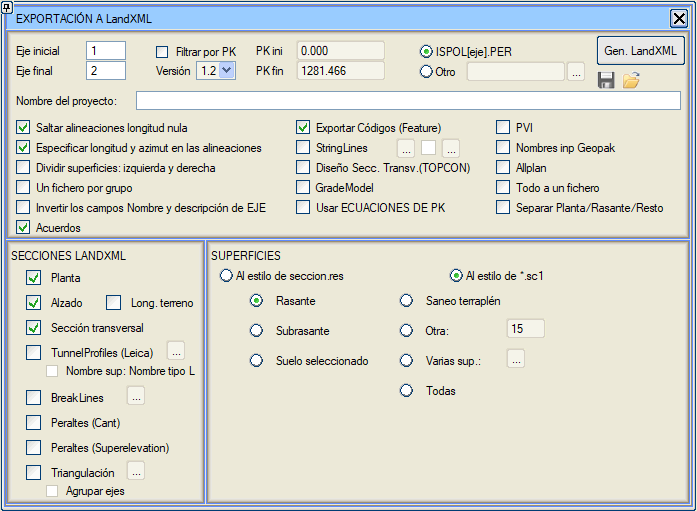 EXPORTACIÓN A LandXML
Eje inicial 1 Filtrar por PK PK ini 0.000 ISPOL[eje].PER Gen. LandXML
Eje final 2 Versión 1.2 PK fin 1281.466 Otro ...
Nombre del proyecto:
Saltar alineaciones longitud nula Exportar Códigos (Feature) PVI
Especificar longitud y azimut en las alineaciones StringLines ... ... Nombres inp Geopak
Dividir superficies: izquierda y derecha Diseño Secc. Transv.(TOPCON) Allplan
Un fichero por grupo GradeModel Todo a un fichero
Invertir los campos Nombre y descripción de EJE Usar ECUACIONES DE PK Separar Planta/Rasante/Resto
Acuerdos
SECCIONES LANDXML
Planta
Alzado Long. terreno
Sección transversal
TunnelProfiles (Leica) ...
Nombre sup: Nombre tipo L
BreakLines ...
Peraltes (Cant)
Peraltes (Superelevation)
Triangulación ...
Agrupar ejes
SUPERFICIES
Al estilo de seccion.res Al estilo de *.sc1
Rasante Saneo terraplén
Subrasante Otra: 15
Suelo seleccionado Varias sup.: ...
Todas